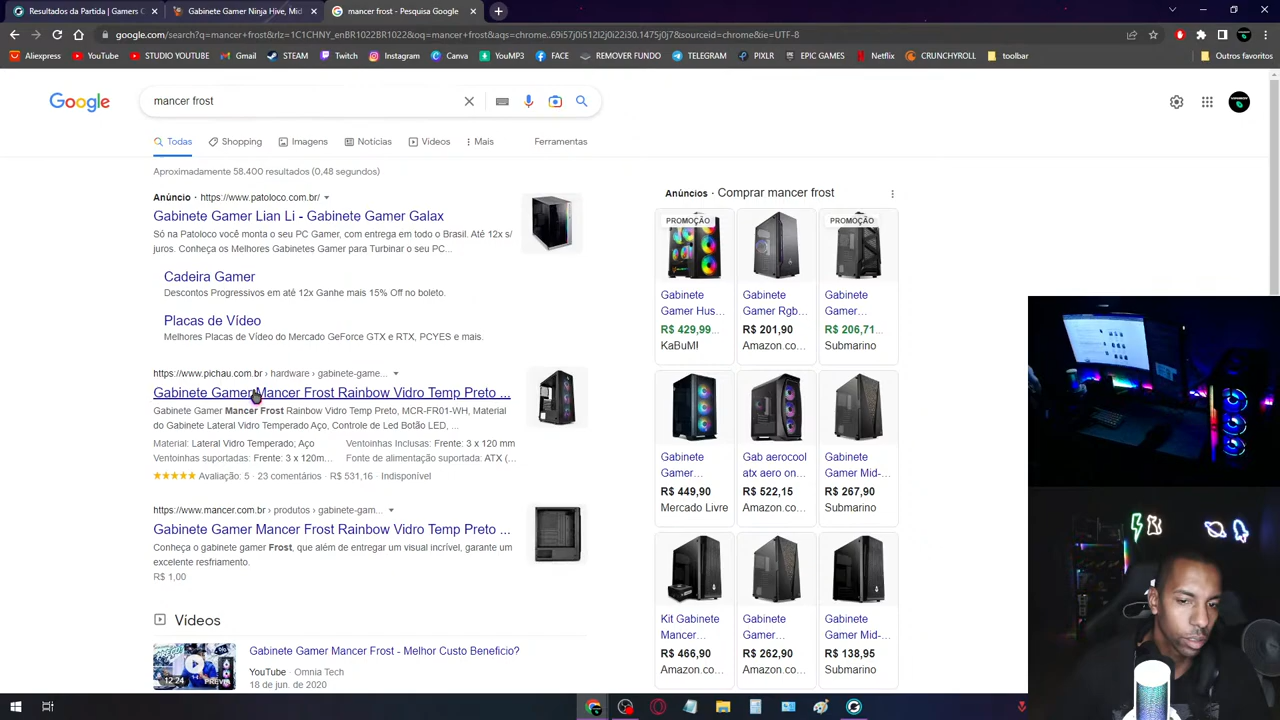 Resultados da Partida | Gamers C
Gabinete Gamer Ninja Hive, Mid
mancer frost - Pesquisa Google
google.com/search?q=mancer+frost&rlz=1C1CHNY_enBR1022BR1022&oq=mancer+frost&aqs=chrome..69i57j0i512l2j0i22i30.1475j0j7&sourceid=chrome&ie=UTF-8
Aliexpress YouTube STUDIO YOUTUBE Gmail STEAM Twitch Instagram Canva YouMP3 FACE REMOVER FUNDO TELEGRAM PIXLR EPIC GAMES Netflix CRUNCHYROLL toolbar Outros favoritos
Google
mancer frost
Todas Shopping Imagens Notícias Vídeos Mais Ferramentas
Aproximadamente 58.400 resultados (0,48 segundos)
Anúncio · https://www.patoloco.com.br/
Gabinete Gamer Lian Li - Gabinete Gamer Galax
Só na Patoloco você monta o seu PC Gamer, com entrega em todo o Brasil. Até 12x s/
juros. Conheça os Melhores Gabinetes Gamer para Turbinar o seu PC...
Cadeira Gamer
Descontos Progressivos em até 12x Ganhe mais 15% Off no boleto.
Placas de Vídeo
Melhores Placas de Vídeo do Mercado GeForce GTX e RTX, PCYES e mais.
https://www.pichau.com.br › hardware › gabinete-game...
Gabinete Gamer Mancer Frost Rainbow Vidro Temp Preto ...
Gabinete Gamer Mancer Frost Rainbow Vidro Temp Preto, MCR-FR01-WH, Material
do Gabinete Lateral Vidro Temperado Aço, Controle de Led Botão LED, ...
Material: Lateral Vidro Temperado; Aço Ventoinhas Inclusas: Frente: 3 x 120 mm
Ventoinhas suportadas: Frente: 3 x 120m... Fonte de alimentação suportada: ATX (...
Avaliação: 5 · 23 comentários · R$ 531,16 · Indisponível
https://www.mancer.com.br › produtos › gabinete-gam...
Gabinete Gamer Mancer Frost Rainbow Vidro Temp Preto ...
Conheça o gabinete gamer Frost, que além de entregar um visual incrível, garante um
excelente resfriamento.
R$ 1,00
Vídeos
Gabinete Gamer Mancer Frost - Melhor Custo Beneficio?
YouTube · Omnia Tech
18 de jun. de 2020
12:24
PRÉVIA
Anúncios · Comprar mancer frost
PROMOÇÃO PROMOÇÃO
Gabinete Gabinete Gabinete
Gamer Hus... Gamer Rgb... Gamer...
R$ 429,99... R$ 201,90 R$ 206,71...
KaBuM! Amazon.co... Submarino
Gabinete Gab aerocool Gabinete
Gamer... atx aero on... Gamer Mid-...
R$ 449,90 R$ 522,15 R$ 267,90
Mercado Livre Amazon.co... Submarino
Kit Gabinete Gabinete Gabinete
Mancer... Gamer... Gamer Mid-...
R$ 466,90 R$ 262,90 R$ 138,95
Amazon.co... Amazon.co... Submarino